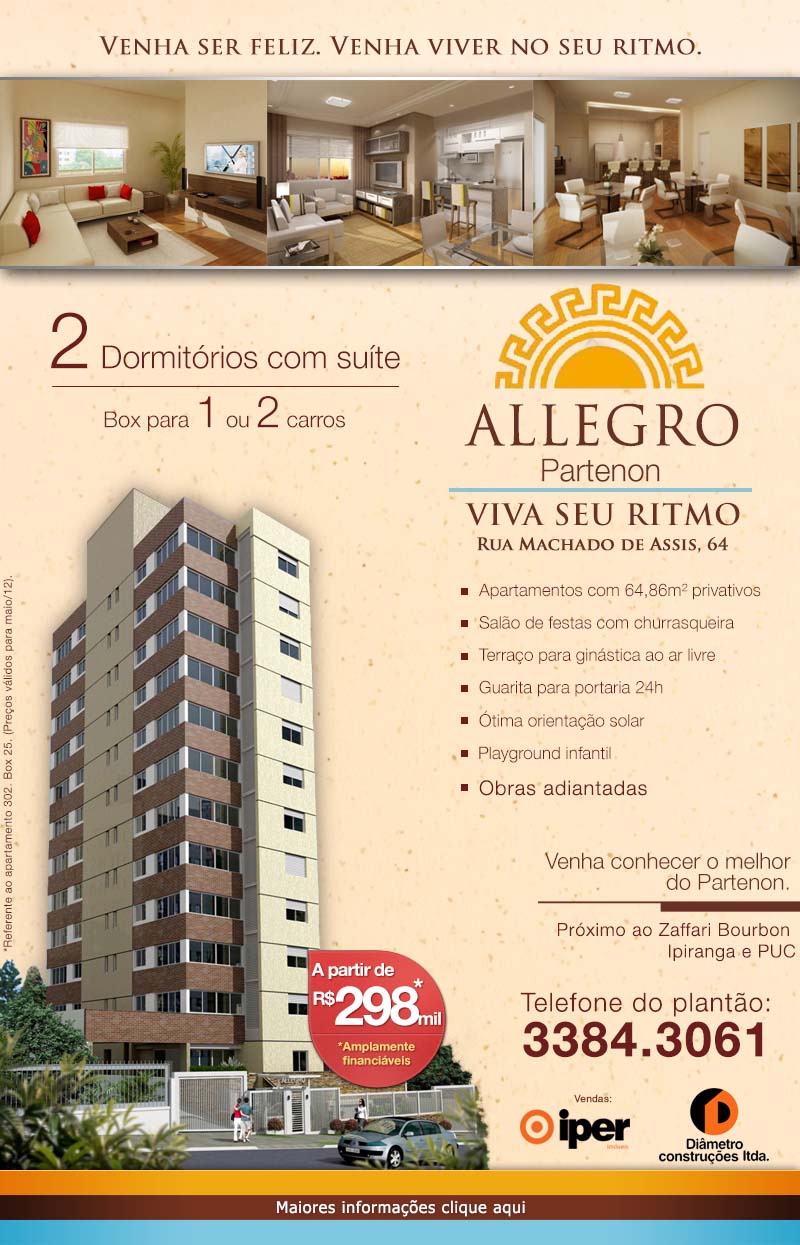 VENHA SER FELIZ. VENHA VIVER NO SEU RITMO.
2 Dormitórios com suíte
Box para 1 ou 2 carros
ALLEGRO
Partenon
VIVA SEU RITMO
RUA MACHADO DE ASSIS, 64
Apartamentos com 64,86m² privativos
Salão de festas com churrasqueira
Terraço para ginástica ao ar livre
Guarita para portaria 24h
Ótima orientação solar
Playground infantil
Obras adiantadas
*Referente ao apartamento 302. Box 25. (Preços válidos para maio/12).
Venha conhecer o melhor
do Partenon.
Próximo ao Zaffari Bourbon
Ipiranga e PUC
A partir de
R$298*mil
*Amplamente
financiáveis
ALLEGRO
Telefone do plantão:
3384.3061
Vendas:
iper
imóveis
Diâmetro
construções ltda.
Maiores informações clique aqui